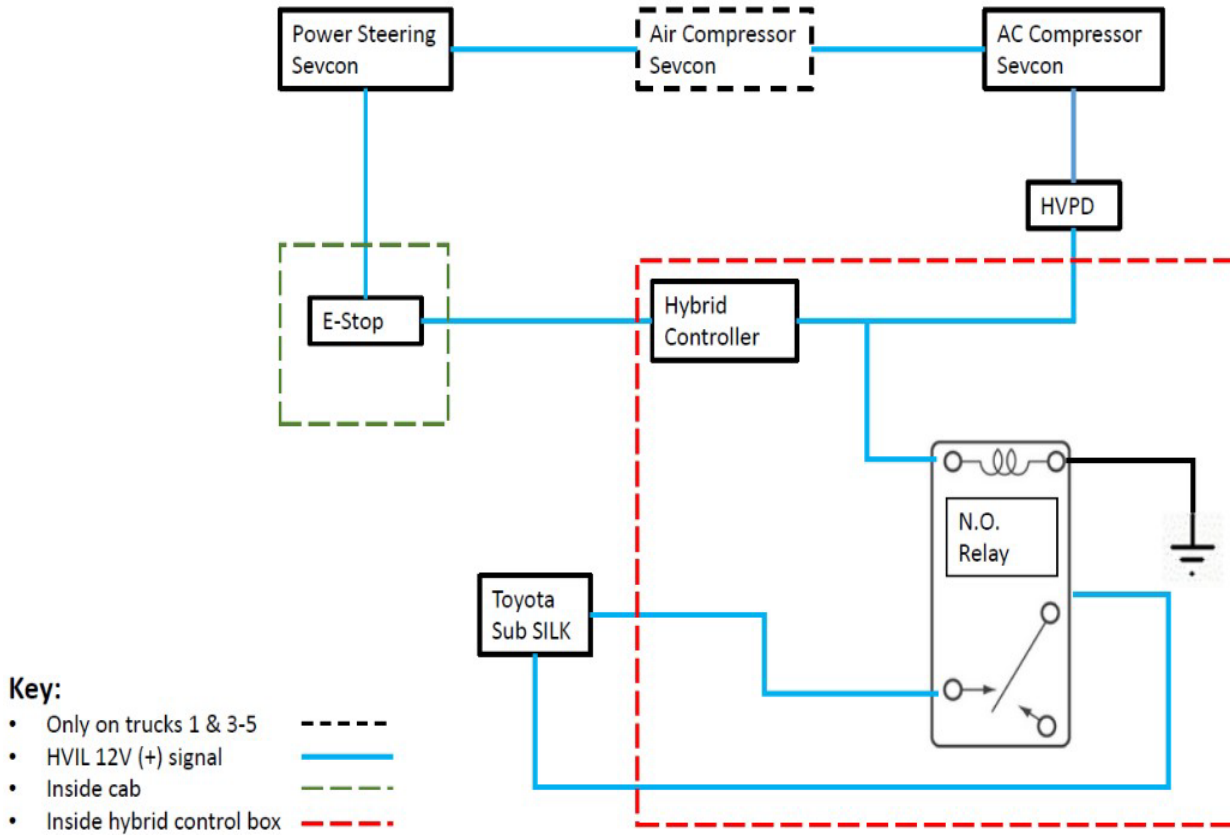 Power Steering
Sevcon
Air Compressor
Sevcon
AC Compressor
Sevcon
HVPD
E-Stop
Hybrid
Controller
N.O.
Relay
Toyota
Sub SILK
Key:
• Only on trucks 1 & 3-5
• HVIL 12V (+) signal
• Inside cab
• Inside hybrid control box